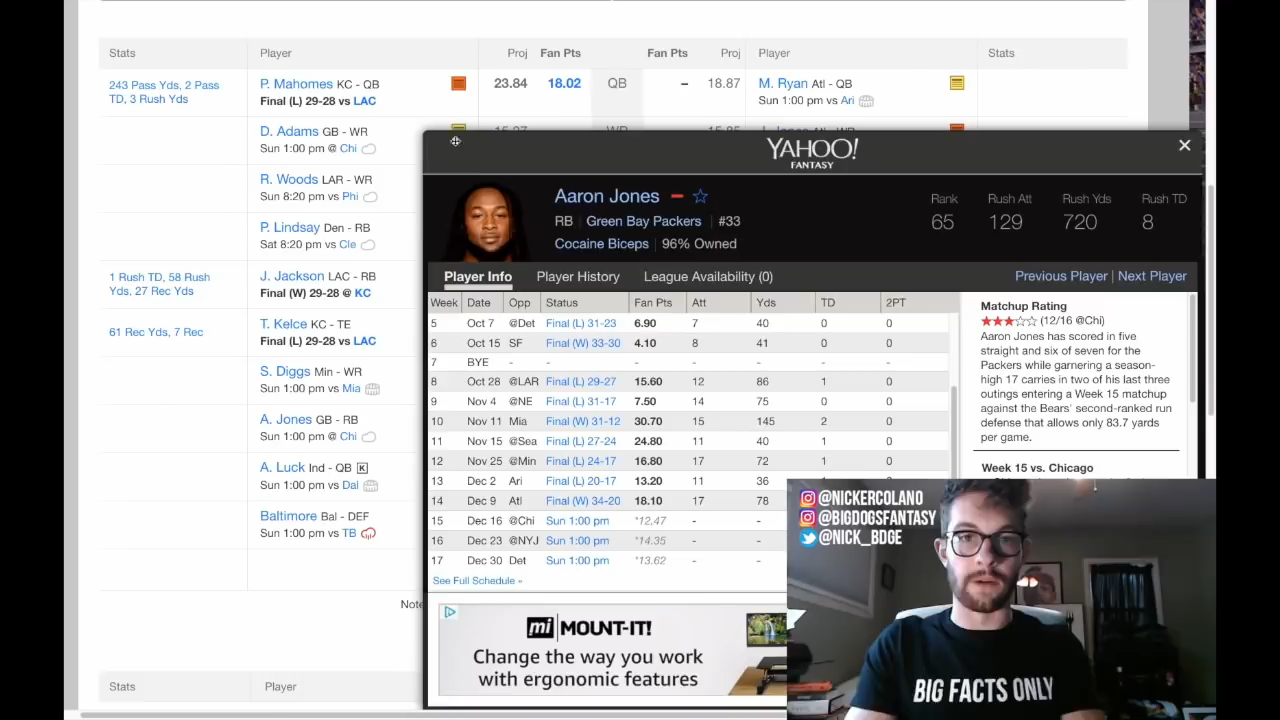 Stats Player Proj Fan Pts Fan Pts Proj Player Stats
243 Pass Yds, 2 Pass
TD, 3 Rush Yds
P. Mahomes KC - QB
Final (L) 29-28 vs LAC
23.84 18.02 QB – 18.87
M. Ryan Atl - QB
Sun 1:00 pm vs Ari
D. Adams GB - WR
Sun 1:00 pm @ Chi
R. Woods LAR - WR
Sun 8:20 pm vs Phi
P. Lindsay Den - RB
Sat 8:20 pm vs Cle
1 Rush TD, 58 Rush
Yds, 27 Rec Yds
J. Jackson LAC - RB
Final (W) 29-28 @ KC
61 Rec Yds, 7 Rec
T. Kelce KC - TE
Final (L) 29-28 vs LAC
S. Diggs Min - WR
Sun 1:00 pm vs Mia
A. Jones GB - RB
Sun 1:00 pm @ Chi
A. Luck Ind - QB K
Sun 1:00 pm vs Dal
Baltimore Bal - DEF
Sun 1:00 pm vs TB
Note
Stats Player
YAHOO!
FANTASY
×
Aaron Jones
RB | Green Bay Packers | #33
Cocaine Biceps | 96% Owned
Rank Rush Att Rush Yds Rush TD
65 129 720 8
Player Info Player History League Availability (0) Previous Player | Next Player
Week Date Opp Status Fan Pts Att Yds TD 2PT
5 Oct 7 @Det Final (L) 31-23 6.90 7 40 0 0
6 Oct 15 SF Final (W) 33-30 4.10 8 41 0 0
7 BYE - - - - - - -
8 Oct 28 @LAR Final (L) 29-27 15.60 12 86 1 0
9 Nov 4 @NE Final (L) 31-17 7.50 14 75 0 0
10 Nov 11 Mia Final (W) 31-12 30.70 15 145 2 0
11 Nov 15 @Sea Final (L) 27-24 24.80 11 40 1 0
12 Nov 25 @Min Final (L) 24-17 16.80 17 72 1 0
13 Dec 2 Ari Final (L) 20-17 13.20 11 36
14 Dec 9 Atl Final (W) 34-20 18.10 17 78
15 Dec 16 @Chi Sun 1:00 pm *12.47 - -
16 Dec 23 @NYJ Sun 1:00 pm *14.35 - -
17 Dec 30 Det Sun 1:00 pm *13.62 - -
See Full Schedule »
Matchup Rating
★★★☆☆ (12/16 @Chi)
Aaron Jones has scored in five
straight and six of seven for the
Packers while garnering a season-
high 17 carries in two of his last three
outings entering a Week 15 matchup
against the Bears' second-ranked run
defense that allows only 83.7 yards
per game.
Week 15 vs. Chicago
mi MOUNT-IT!
Change the way you work
with ergonomic features
@NICKERCOLANO
@BIGDOGSFANTASY
@NICK_BDGE
BIG FACTS ONLY